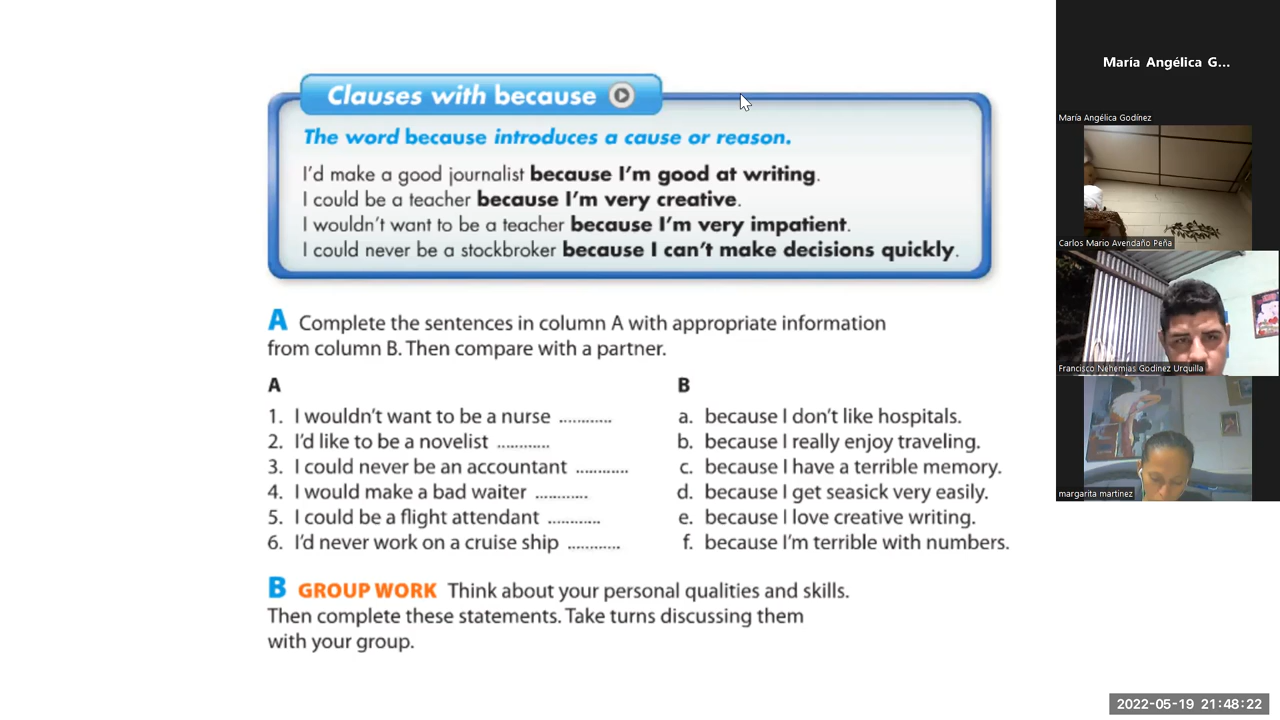 Clauses with because
The word because introduces a cause or reason.
I'd make a good journalist because I'm good at writing.
I could be a teacher because I'm very creative.
I wouldn't want to be a teacher because I'm very impatient.
I could never be a stockbroker because I can't make decisions quickly.
A Complete the sentences in column A with appropriate information
from column B. Then compare with a partner.
A
1. I wouldn't want to be a nurse ............
2. I'd like to be a novelist ............
3. I could never be an accountant ............
4. I would make a bad waiter ............
5. I could be a flight attendant ............
6. I'd never work on a cruise ship ............
B
a. because I don't like hospitals.
b. because I really enjoy traveling.
c. because I have a terrible memory.
d. because I get seasick very easily.
e. because I love creative writing.
f. because I'm terrible with numbers.
B GROUP WORK Think about your personal qualities and skills.
Then complete these statements. Take turns discussing them
with your group.
María Angélica G...
María Angélica Godínez
Carlos Mario Avendaño Peña
Francisco Nehemias Godinez Urquilla
margarita martinez
2022-05-19 21:48:22